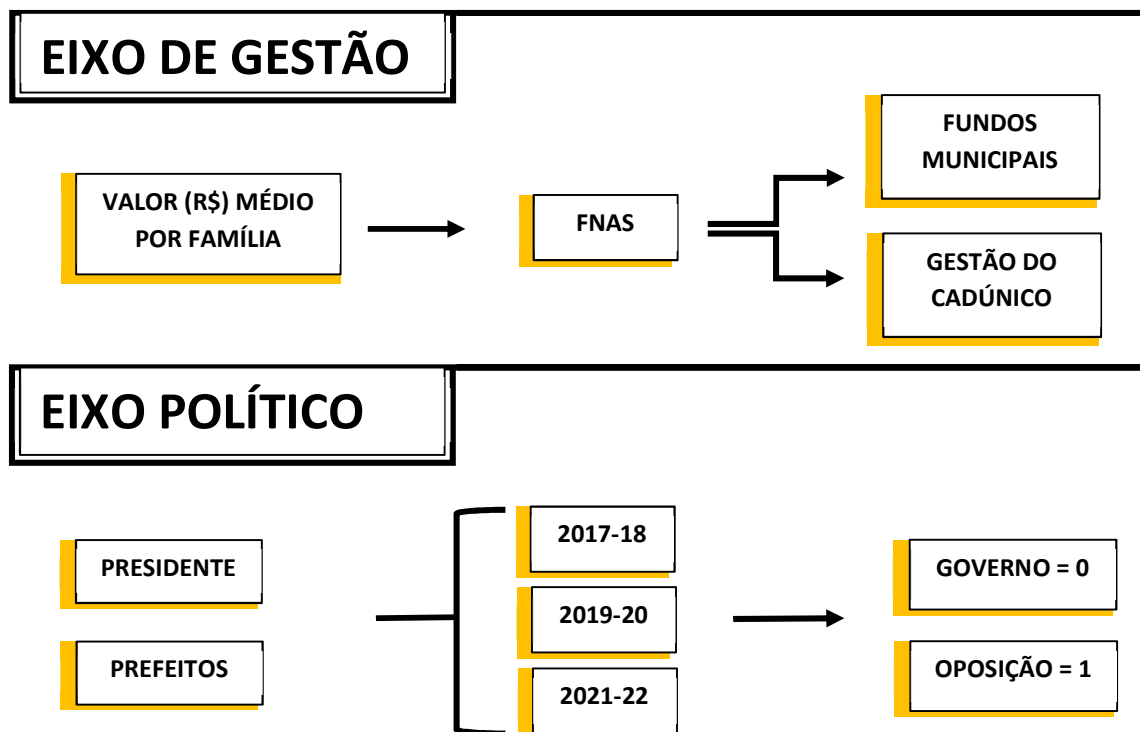 EIXO DE GESTÃO
VALOR (R$) MÉDIO
POR FAMÍLIA
FNAS
FUNDOS
MUNICIPAIS
GESTÃO DO
CADÚNICO
EIXO POLÍTICO
PRESIDENTE
PREFEITOS
2017-18
2019-20
2021-22
GOVERNO = 0
OPOSIÇÃO = 1